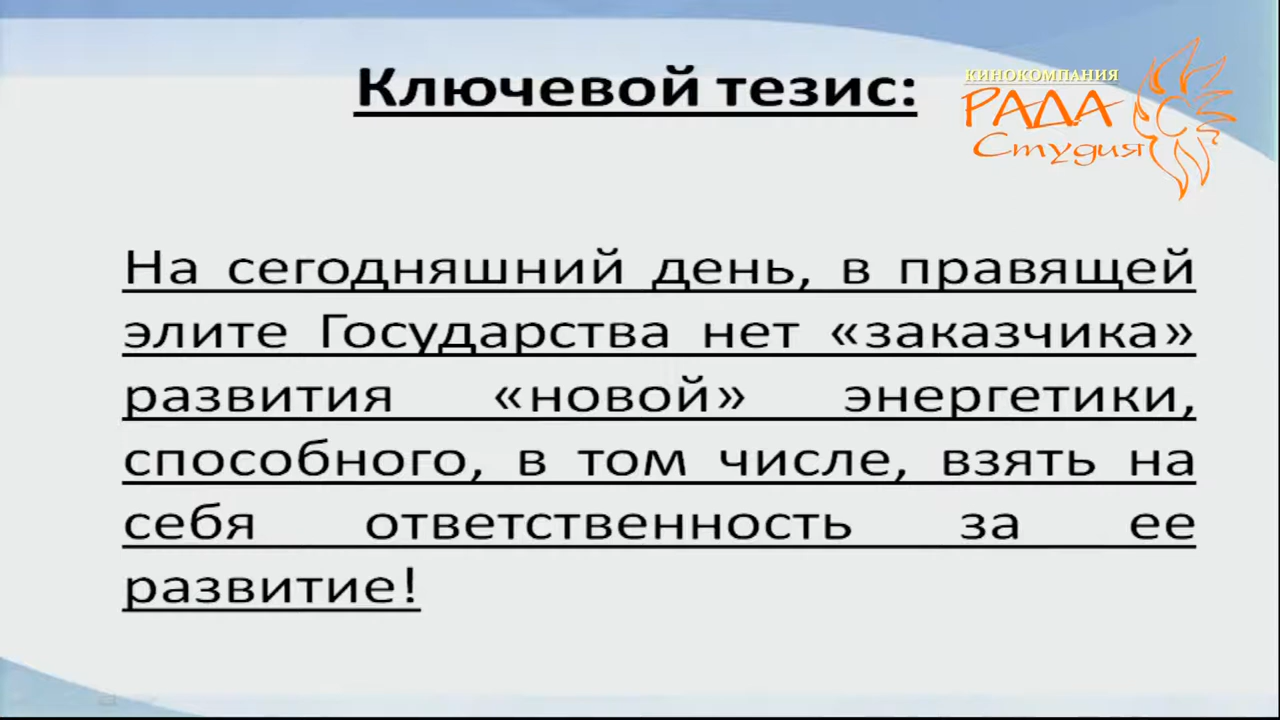 Ключевой тезис:
КИНОКОМПАНИЯ
РАДА
Студия
На сегодняшний день, в правящей
элите Государства нет «заказчика»
развития «новой» энергетики,
способного, в том числе, взять на
себя ответственность за ее
развитие!